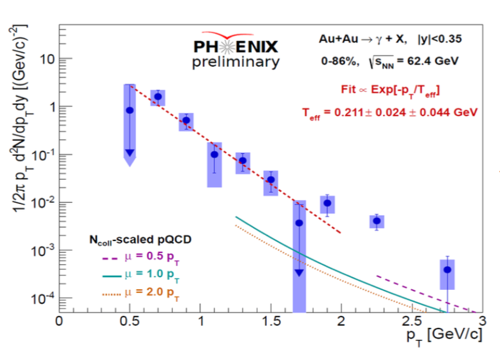 PHENIX
preliminary
Au+Au → γ + X, |y|<0.35
0-86%, √sNN = 62.4 GeV
Fit ∝ Exp[-pT/Teff]
Teff = 0.211± 0.024 ± 0.044 GeV
1/2π pT d²N/dpTdy [(Gev/c)⁻²]
10
1
10⁻¹
10⁻²
10⁻³
10⁻⁴
Ncoll-scaled pQCD
μ = 0.5 pT
μ = 1.0 pT
μ = 2.0 pT
0 0.5 1 1.5 2 2.5 3
pT [GeV/c]